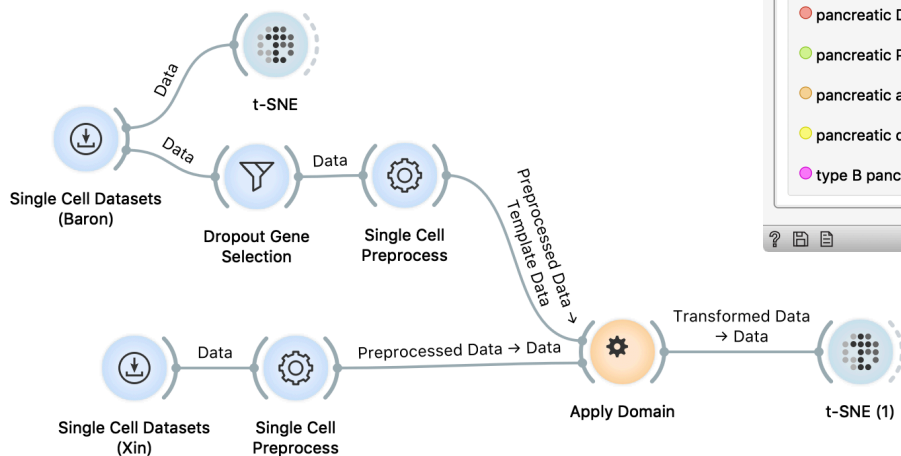 Data
t-SNE
Single Cell Datasets
(Baron)
Data
Dropout Gene
Selection
Data
Single Cell
Preprocess
Preprocessed Data →
Template Data
Single Cell Datasets
(Xin)
Data
Single Cell
Preprocess
Preprocessed Data → Data
Apply Domain
Transformed Data
→ Data
t-SNE (1)
pancreatic
pancreatic
pancreatic
pancreatic
type B
?